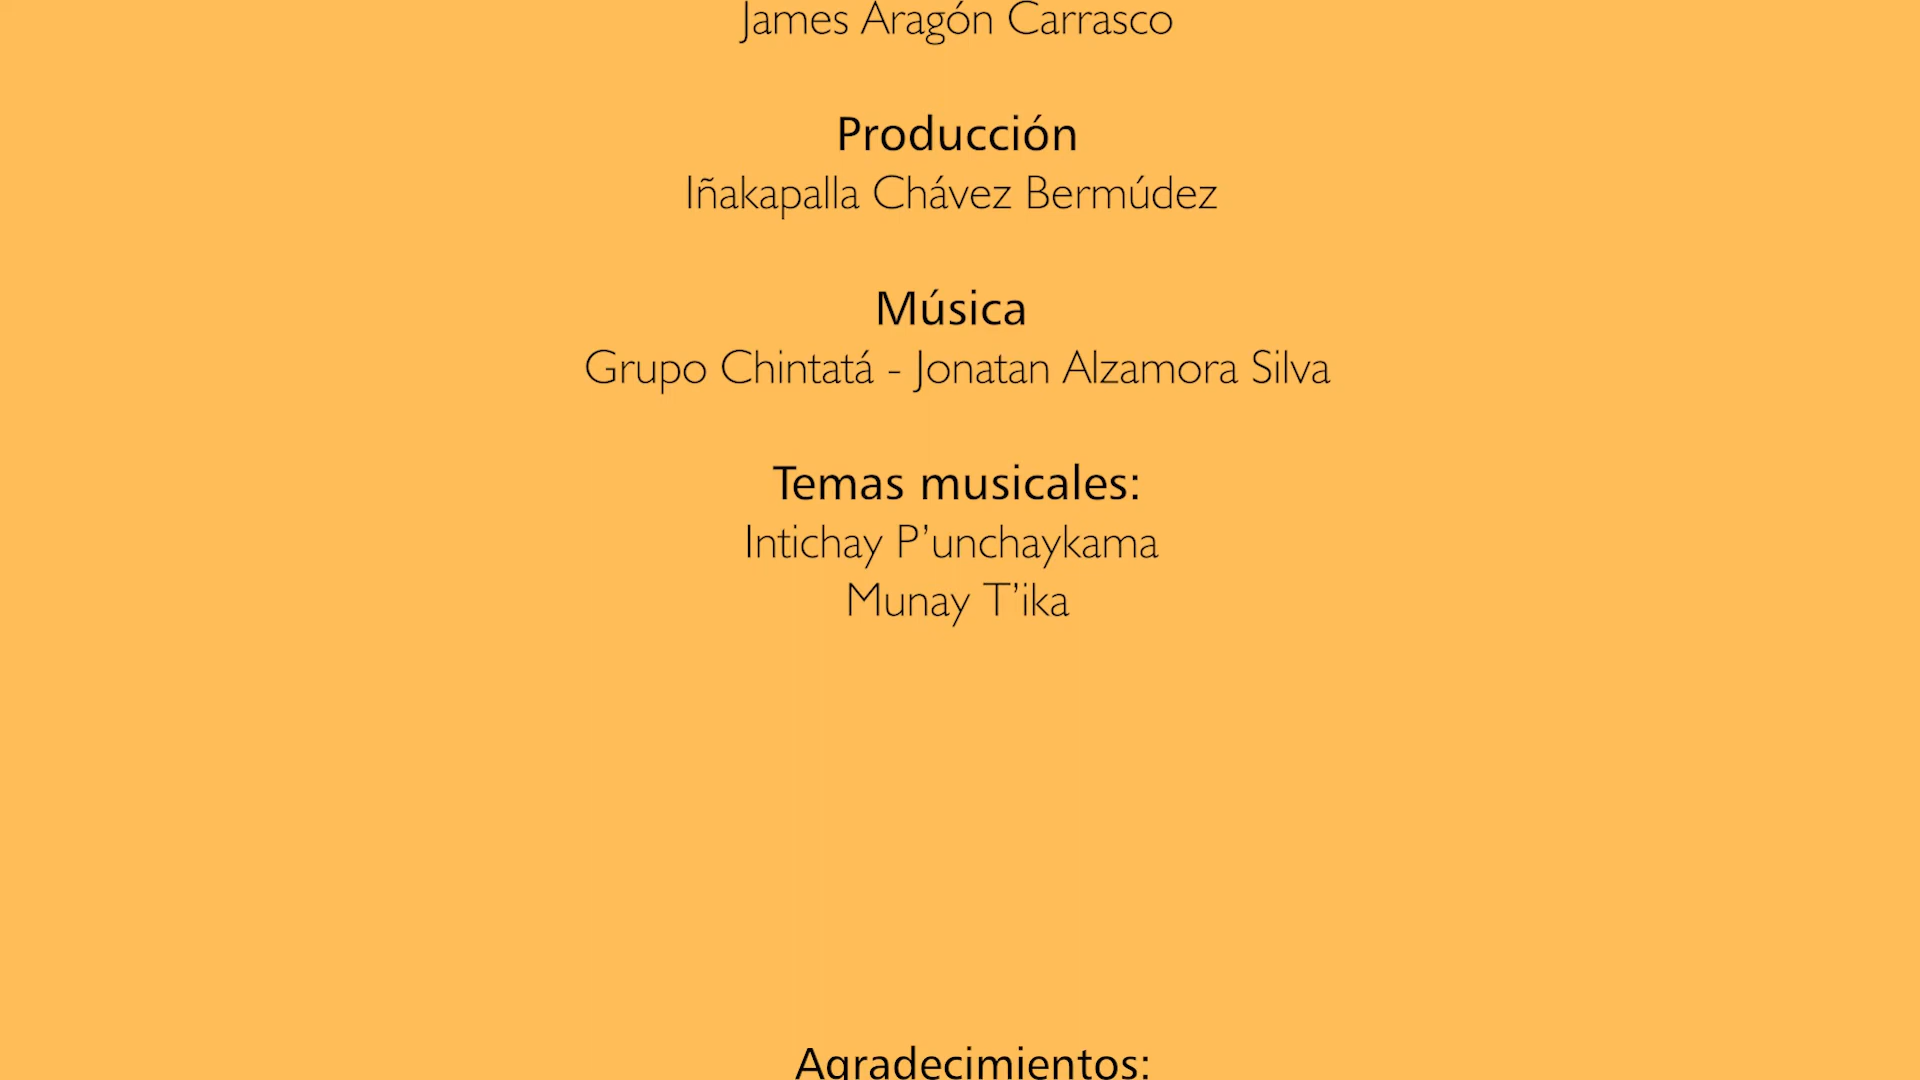 James Aragón Carrasco
Producción
Iñakapalla Chávez Bermúdez
Música
Grupo Chintatá - Jonatan Alzamora Silva
Temas musicales:
Intichay P’unchaykama
Munay T’ika
Agradecimientos: